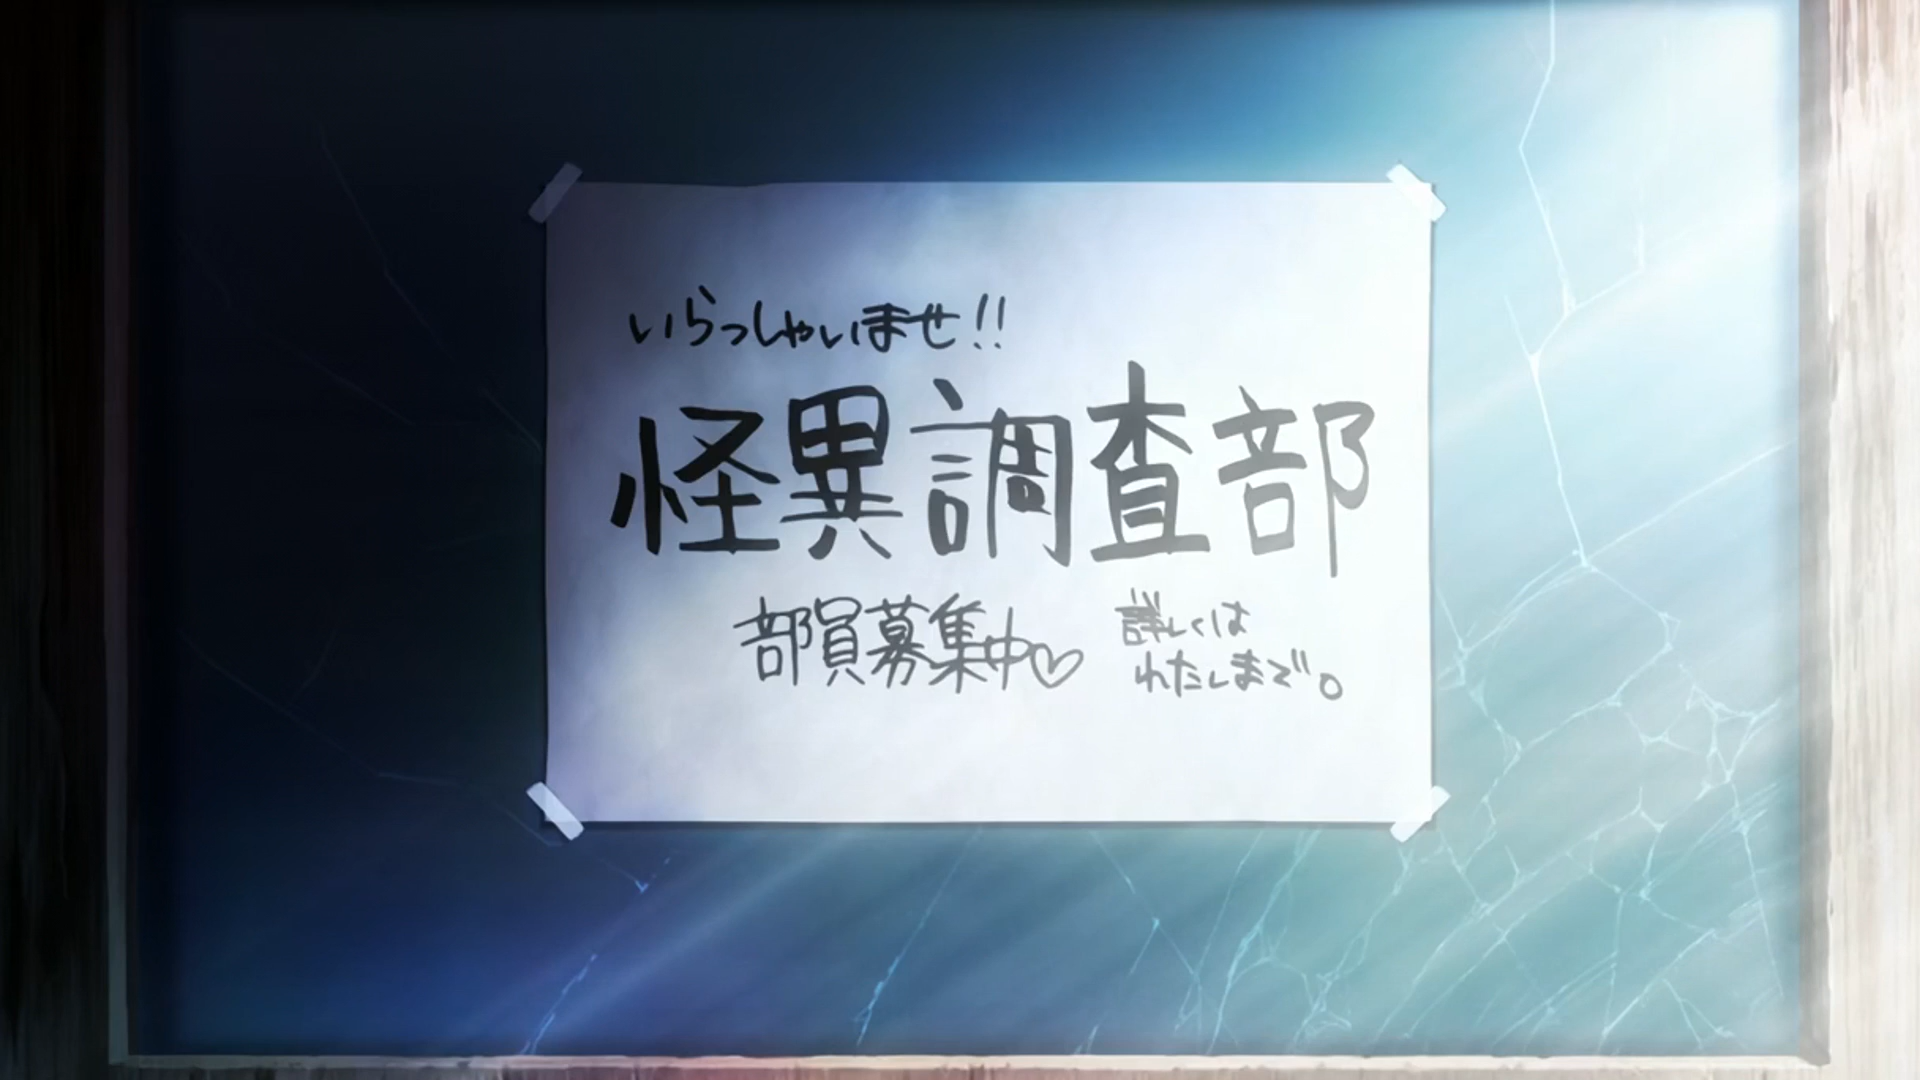 いらっしゃいませ!!
怪異調査部
部員募集中♡
詳しくは
わたしまで。